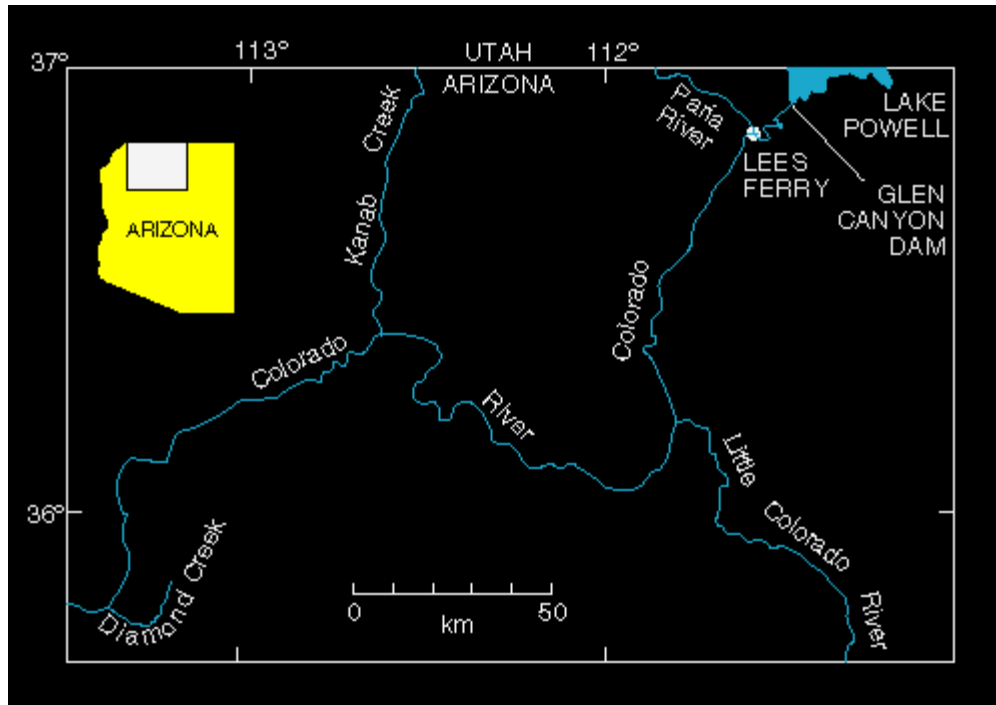 37°
113°
UTAH
112°
ARIZONA
Creek
Kanab
Paria
River
LAKE
POWELL
LEES
FERRY
GLEN
CANYON
DAM
ARIZONA
Colorado
Colorado
River
Little
Colorado
River
36°
Diamond Creek
0
50
km